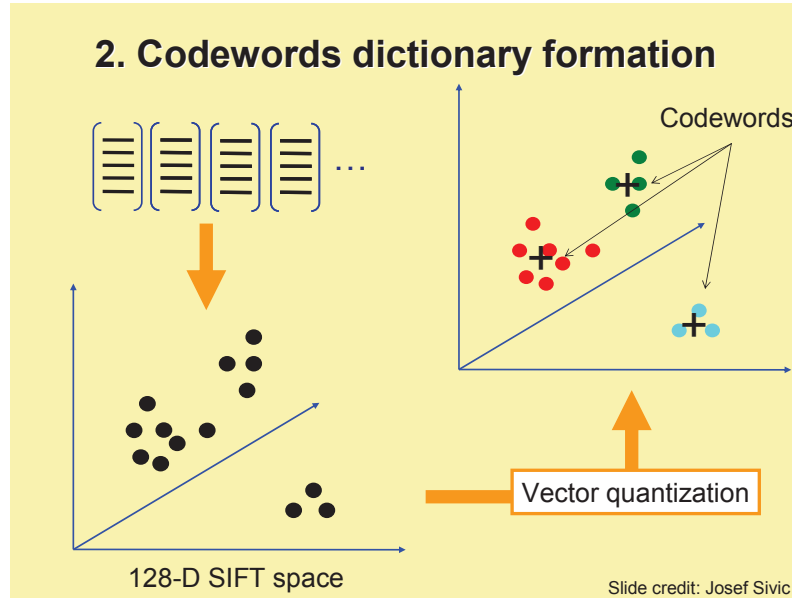 2. Codewords dictionary formation
Codewords
...
128-D SIFT space
Vector quantization
Slide credit: Josef Sivic